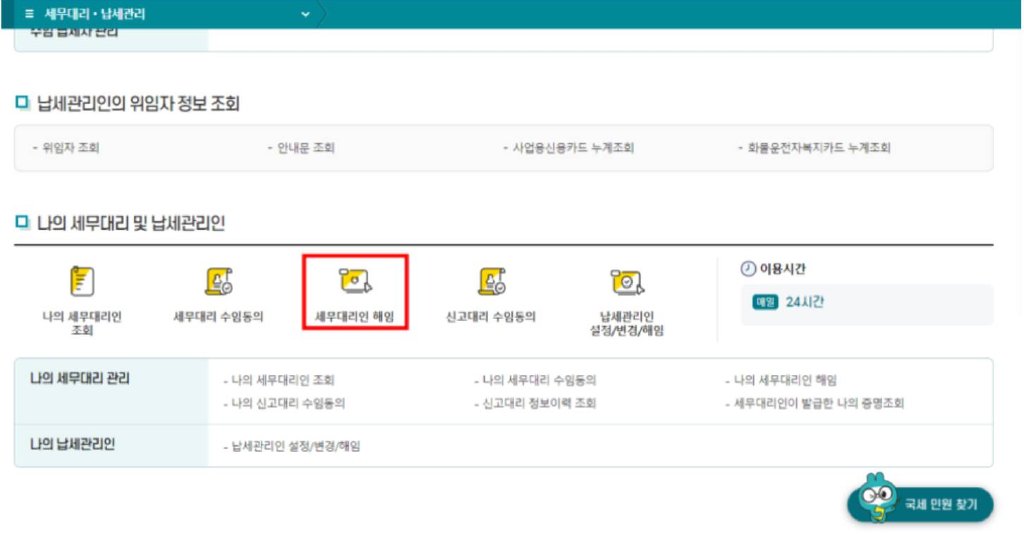 세무대리・납세관리
수임 납세자 관리
납세관리인의 위임자 정보 조회
- 위임자 조회
- 안내문 조회
- 사업용신용카드 누계조회
- 화물운전자복지카드 누계조회
나의 세무대리 및 납세관리인
나의 세무대리인
조회
세무대리 수임동의
세무대리인 해임
신고대리 수임동의
납세관리인
설정/변경/해임
이용시간
매일 24시간
나의 세무대리 관리
- 나의 세무대리인 조회
- 나의 세무대리 수임동의
- 나의 세무대리인 해임
- 나의 신고대리 수임동의
- 신고대리 정보이력 조회
- 세무대리인이 발급한 나의 증명조회
나의 납세관리인
- 납세관리인 설정/변경/해임
국세 민원 찾기